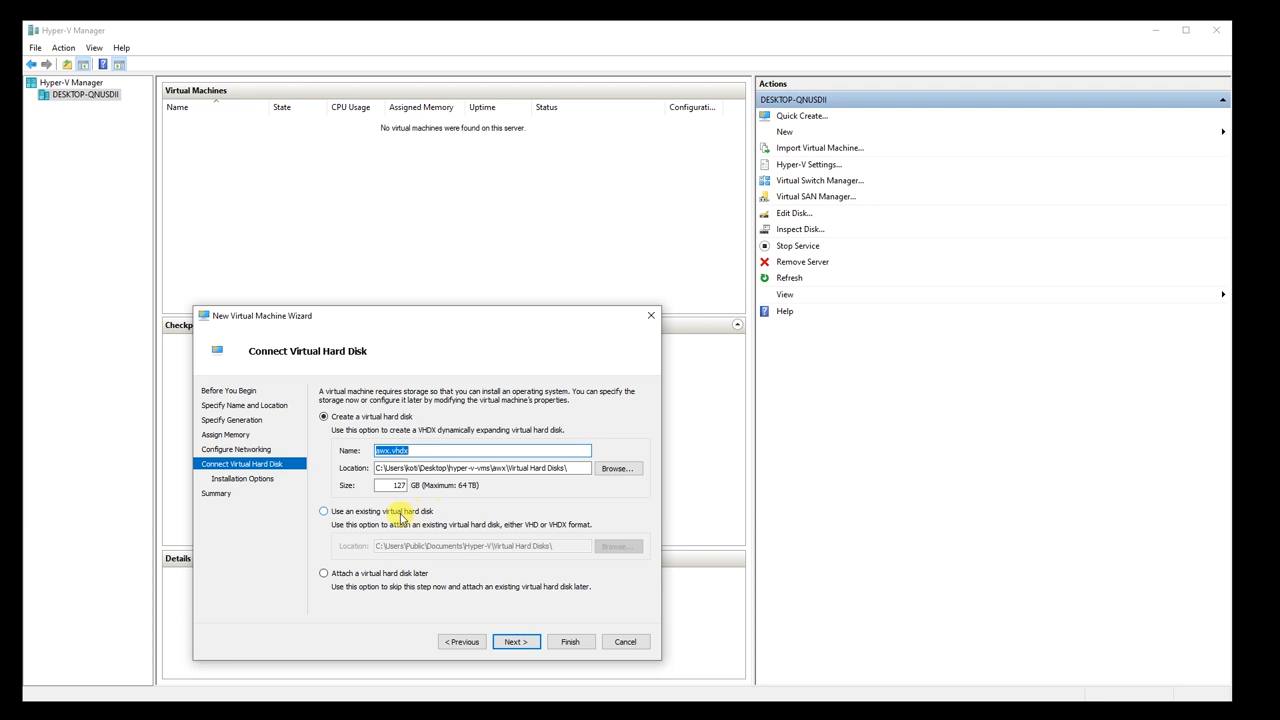 Hyper-V Manager
File Action View Help
Hyper-V Manager
DESKTOP-QNUSDII
Virtual Machines
Name State CPU Usage Assigned Memory Uptime Status Configurati...
No virtual machines were found on this server.
Checkp
Details
Actions
DESKTOP-QNUSDII
Quick Create...
New
Import Virtual Machine...
Hyper-V Settings...
Virtual Switch Manager...
Virtual SAN Manager...
Edit Disk...
Inspect Disk...
Stop Service
Remove Server
Refresh
View
Help
New Virtual Machine Wizard
Connect Virtual Hard Disk
Before You Begin
Specify Name and Location
Specify Generation
Assign Memory
Configure Networking
Connect Virtual Hard Disk
Installation Options
Summary
A virtual machine requires storage so that you can install an operating system. You can specify the
storage now or configure it later by modifying the virtual machine's properties.
Create a virtual hard disk
Use this option to create a VHDX dynamically expanding virtual hard disk.
Name: awx.vhdx
Location: C:\Users\koti\Desktop\hyper-v-vms\awx\Virtual Hard Disks\ Browse...
Size: 127 GB (Maximum: 64 TB)
Use an existing virtual hard disk
Use this option to attach an existing virtual hard disk, either VHD or VHDX format.
Location: C:\Users\Public\Documents\Hyper-V\Virtual Hard Disks\ Browse...
Attach a virtual hard disk later
Use this option to skip this step now and attach an existing virtual hard disk later.
< Previous Next > Finish Cancel